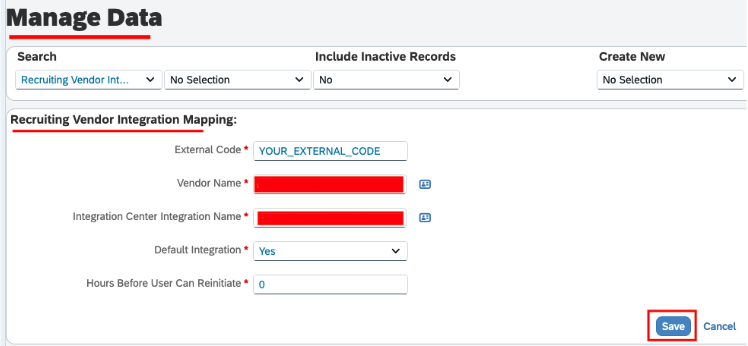 Manage Data
Search Include Inactive Records Create New
Recruiting Vendor Int... No Selection No No Selection
Recruiting Vendor Integration Mapping:
External Code * YOUR_EXTERNAL_CODE
Vendor Name *
Integration Center Integration Name *
Default Integration * Yes
Hours Before User Can Reinitiate * 0
Save Cancel